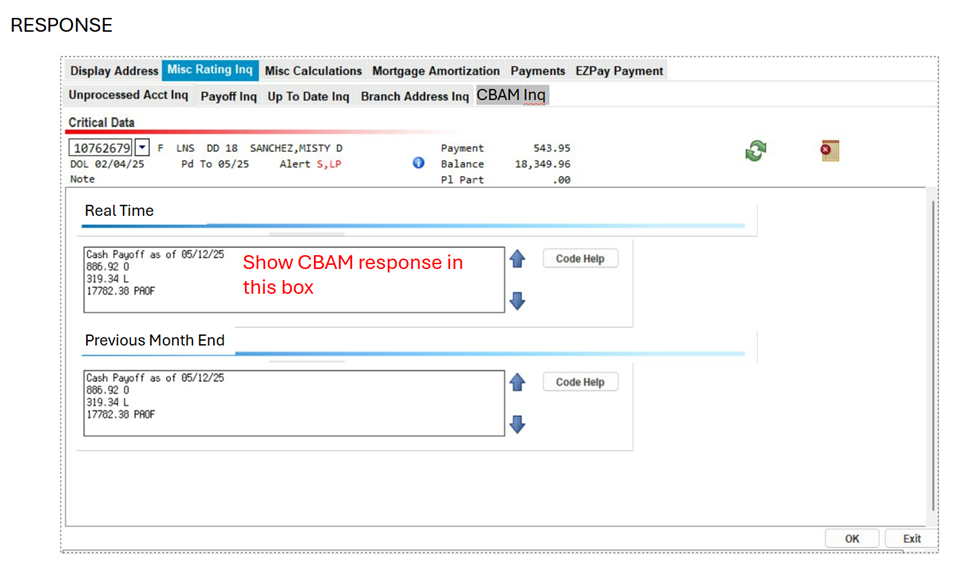 RESPONSE
Display Address Misc Rating Inq Misc Calculations Mortgage Amortization Payments EZPay Payment
Unprocessed Acct Inq Payoff Inq Up To Date Inq Branch Address Inq CBAM Inq
Critical Data
10762679 F LNS DD 18 SANCHEZ,MISTY D Payment 543.95
DOL 02/04/25 Pd To 05/25 Alert S,LP Balance 18,349.96
Note Pl Part .00
Real Time
Cash Payoff as of 05/12/25
886.92 O
319.34 L
17782.38 PAOF
Show CBAM response in
this box
Code Help
Previous Month End
Cash Payoff as of 05/12/25
886.92 O
319.34 L
17782.38 PAOF
Code Help
OK Exit